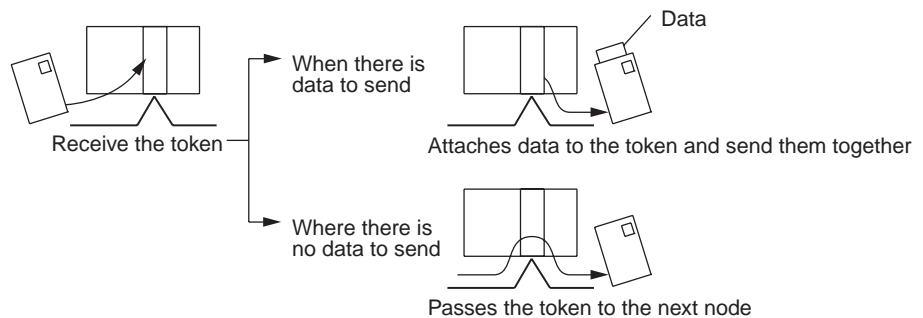 Data
When there is
data to send
Receive the token
Attaches data to the token and send them together
Where there is
no data to send
Passes the token to the next node